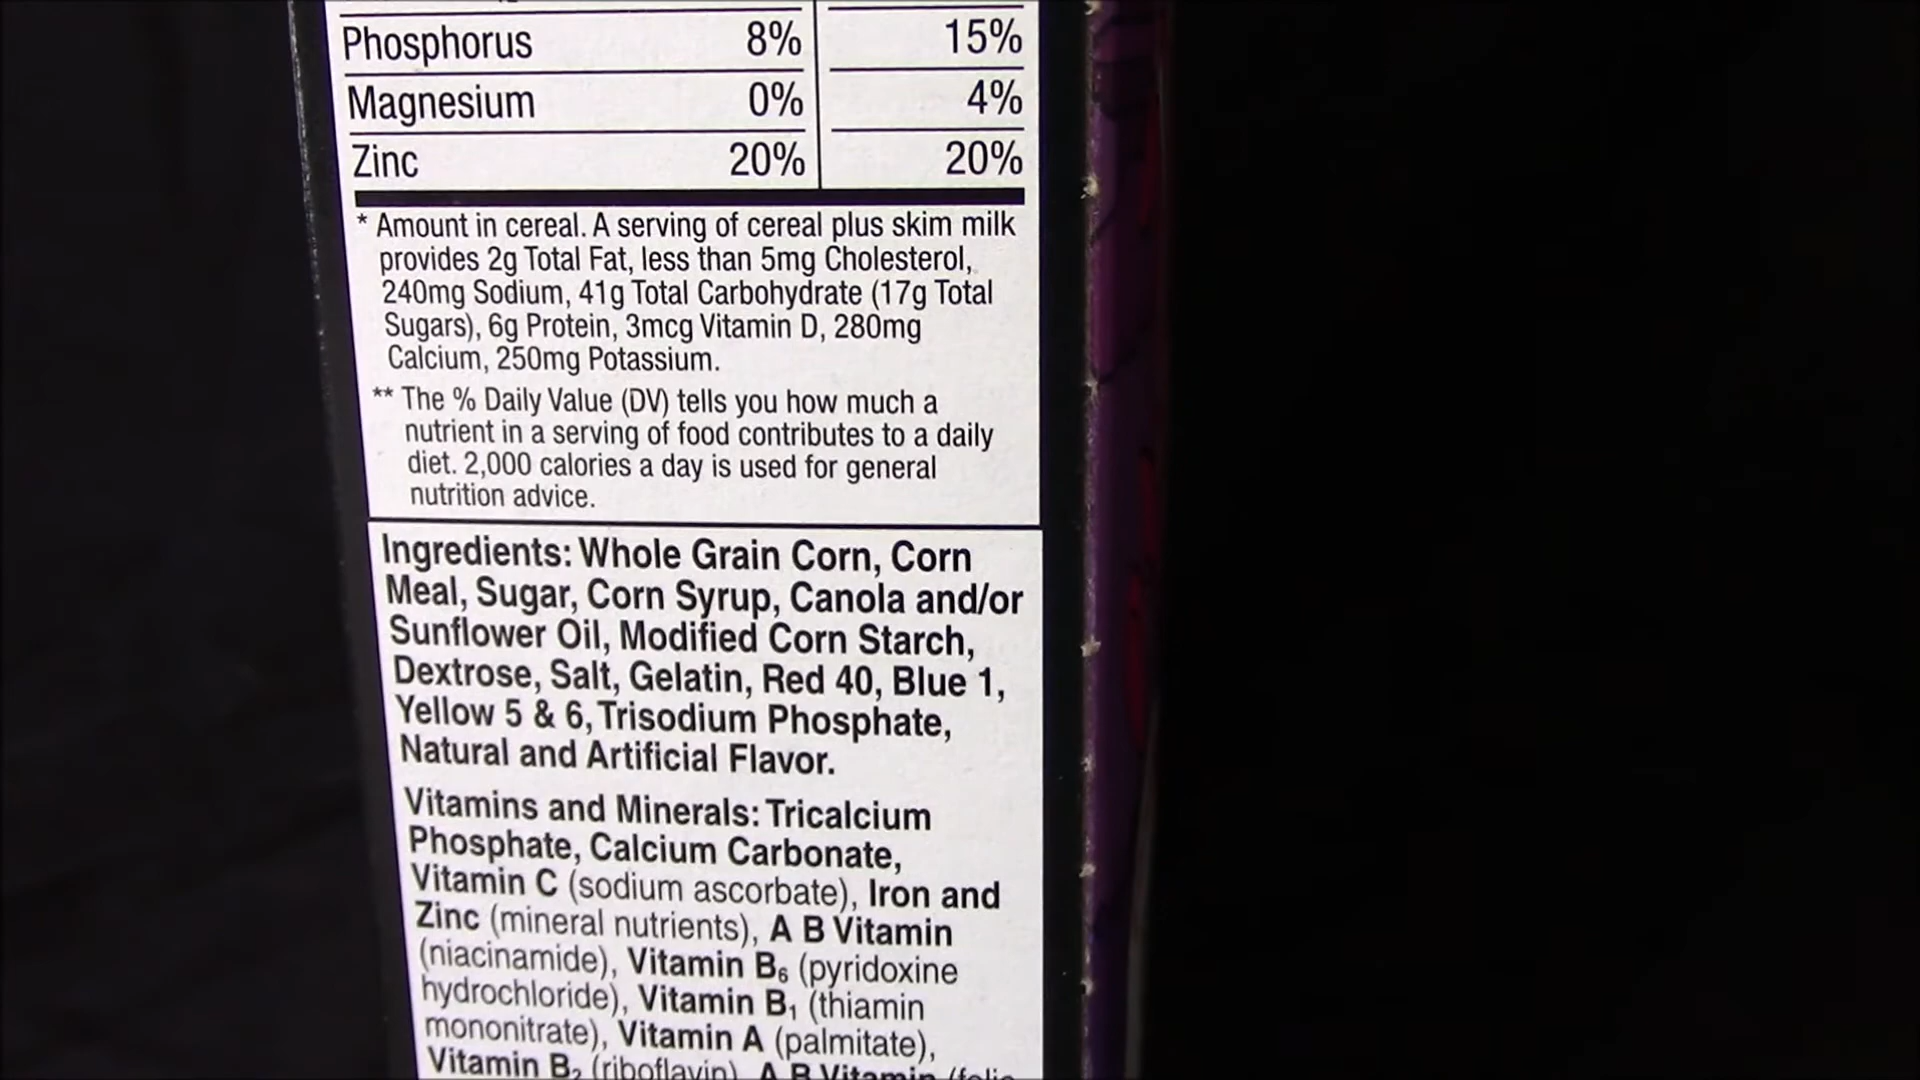 Phosphorus 8% 15%
Magnesium 0% 4%
Zinc 20% 20%
* Amount in cereal. A serving of cereal plus skim milk
provides 2g Total Fat, less than 5mg Cholesterol,
240mg Sodium, 41g Total Carbohydrate (17g Total
Sugars), 6g Protein, 3mcg Vitamin D, 280mg
Calcium, 250mg Potassium.
** The % Daily Value (DV) tells you how much a
nutrient in a serving of food contributes to a daily
diet. 2,000 calories a day is used for general
nutrition advice.
Ingredients: Whole Grain Corn, Corn
Meal, Sugar, Corn Syrup, Canola and/or
Sunflower Oil, Modified Corn Starch,
Dextrose, Salt, Gelatin, Red 40, Blue 1,
Yellow 5 & 6, Trisodium Phosphate,
Natural and Artificial Flavor.
Vitamins and Minerals: Tricalcium
Phosphate, Calcium Carbonate,
Vitamin C (sodium ascorbate), Iron and
Zinc (mineral nutrients), A B Vitamin
(niacinamide), Vitamin B₆ (pyridoxine
hydrochloride), Vitamin B₁ (thiamin
mononitrate), Vitamin A (palmitate),
Vitamin B₂ (riboflavin), A B Vitamin (folic